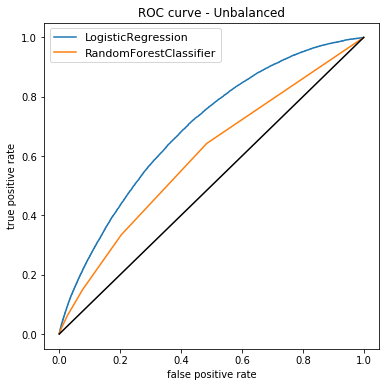 ROC curve - Unbalanced
LogisticRegression
RandomForestClassifier
true positive rate
1.0
0.8
0.6
0.4
0.2
0.0
0.0 0.2 0.4 0.6 0.8 1.0
false positive rate